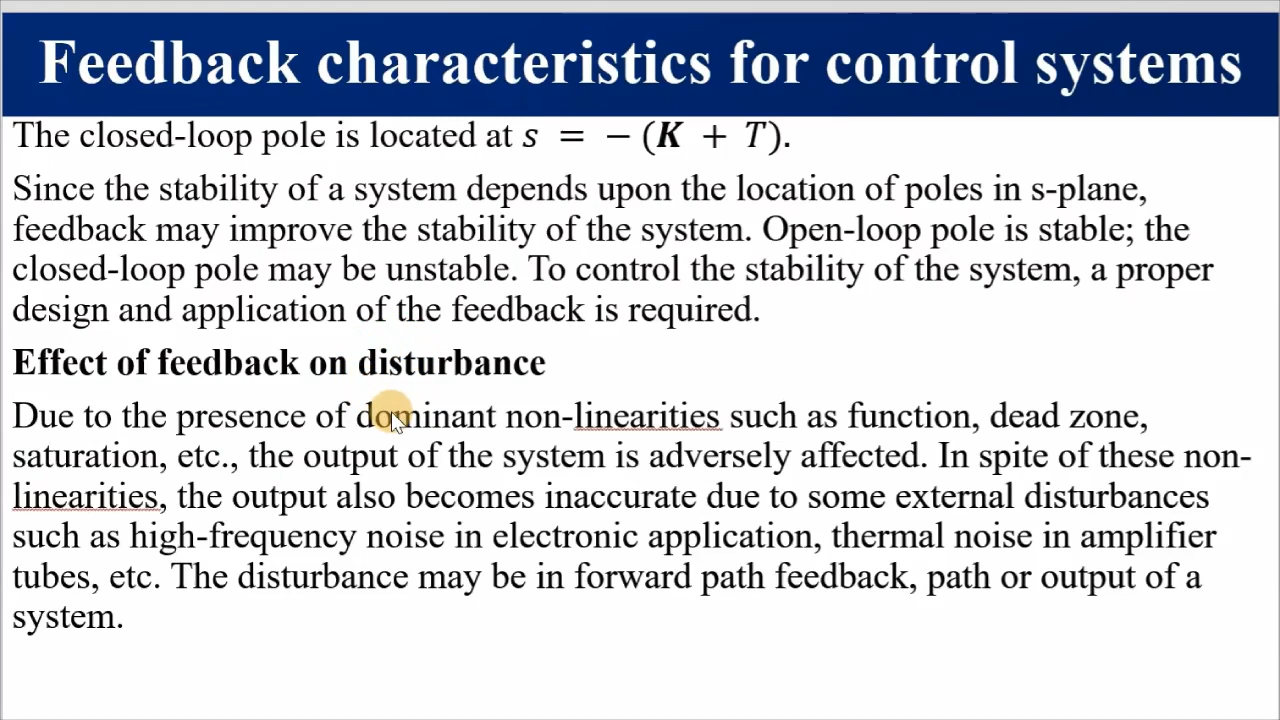 Feedback characteristics for control systems
The closed-loop pole is located at s = − (K + T).
Since the stability of a system depends upon the location of poles in s-plane,
feedback may improve the stability of the system. Open-loop pole is stable; the
closed-loop pole may be unstable. To control the stability of the system, a proper
design and application of the feedback is required.
Effect of feedback on disturbance
Due to the presence of dominant non-linearities such as function, dead zone,
saturation, etc., the output of the system is adversely affected. In spite of these non-
linearities, the output also becomes inaccurate due to some external disturbances
such as high-frequency noise in electronic application, thermal noise in amplifier
tubes, etc. The disturbance may be in forward path feedback, path or output of a
system.